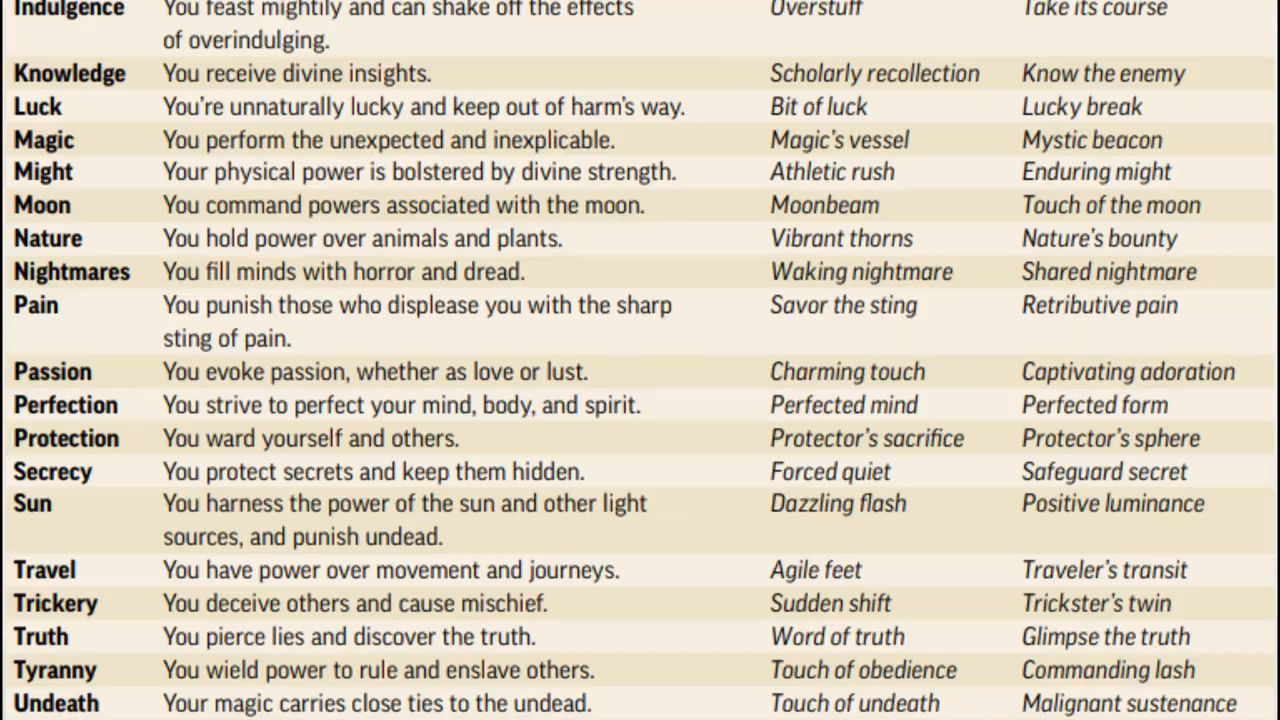 Indulgence You feast mightily and can shake off the effects Overstuff Take its course
of overindulging.
Knowledge You receive divine insights. Scholarly recollection Know the enemy
Luck You're unnaturally lucky and keep out of harm's way. Bit of luck Lucky break
Magic You perform the unexpected and inexplicable. Magic's vessel Mystic beacon
Might Your physical power is bolstered by divine strength. Athletic rush Enduring might
Moon You command powers associated with the moon. Moonbeam Touch of the moon
Nature You hold power over animals and plants. Vibrant thorns Nature's bounty
Nightmares You fill minds with horror and dread. Waking nightmare Shared nightmare
Pain You punish those who displease you with the sharp Savor the sting Retributive pain
sting of pain.
Passion You evoke passion, whether as love or lust. Charming touch Captivating adoration
Perfection You strive to perfect your mind, body, and spirit. Perfected mind Perfected form
Protection You ward yourself and others. Protector's sacrifice Protector's sphere
Secrecy You protect secrets and keep them hidden. Forced quiet Safeguard secret
Sun You harness the power of the sun and other light Dazzling flash Positive luminance
sources, and punish undead.
Travel You have power over movement and journeys. Agile feet Traveler's transit
Trickery You deceive others and cause mischief. Sudden shift Trickster's twin
Truth You pierce lies and discover the truth. Word of truth Glimpse the truth
Tyranny You wield power to rule and enslave others. Touch of obedience Commanding lash
Undeath Your magic carries close ties to the undead. Touch of undeath Malignant sustenance